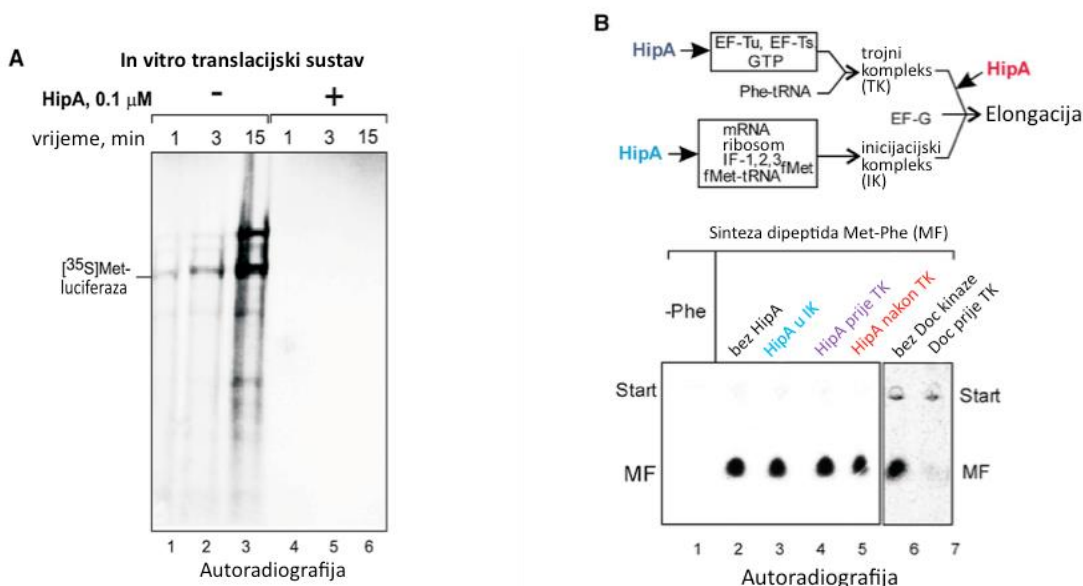 A
In vitro translacijski sustav
HipA, 0.1 μM - +
vrijeme, min 1 3 15 1 3 15
[³⁵S]Met-
luciferaza
1 2 3 4 5 6
Autoradiografija
B
HipA
EF-Tu, EF-Ts
GTP
Phe-tRNA
trojni
kompleks
(TK)
HipA
EF-G
Elongacija
HipA
mRNA
ribosom
IF-1,2,3
fMet-tRNA
fMet
inicijacijski
kompleks
(IK)
Sinteza dipeptida Met-Phe (MF)
-Phe
bez HipA
HipA u IK
HipA prije TK
HipA nakon TK
bez Doc kinaze
Doc prije TK
Start Start
MF MF
1 2 3 4 5 6 7
Autoradiografija